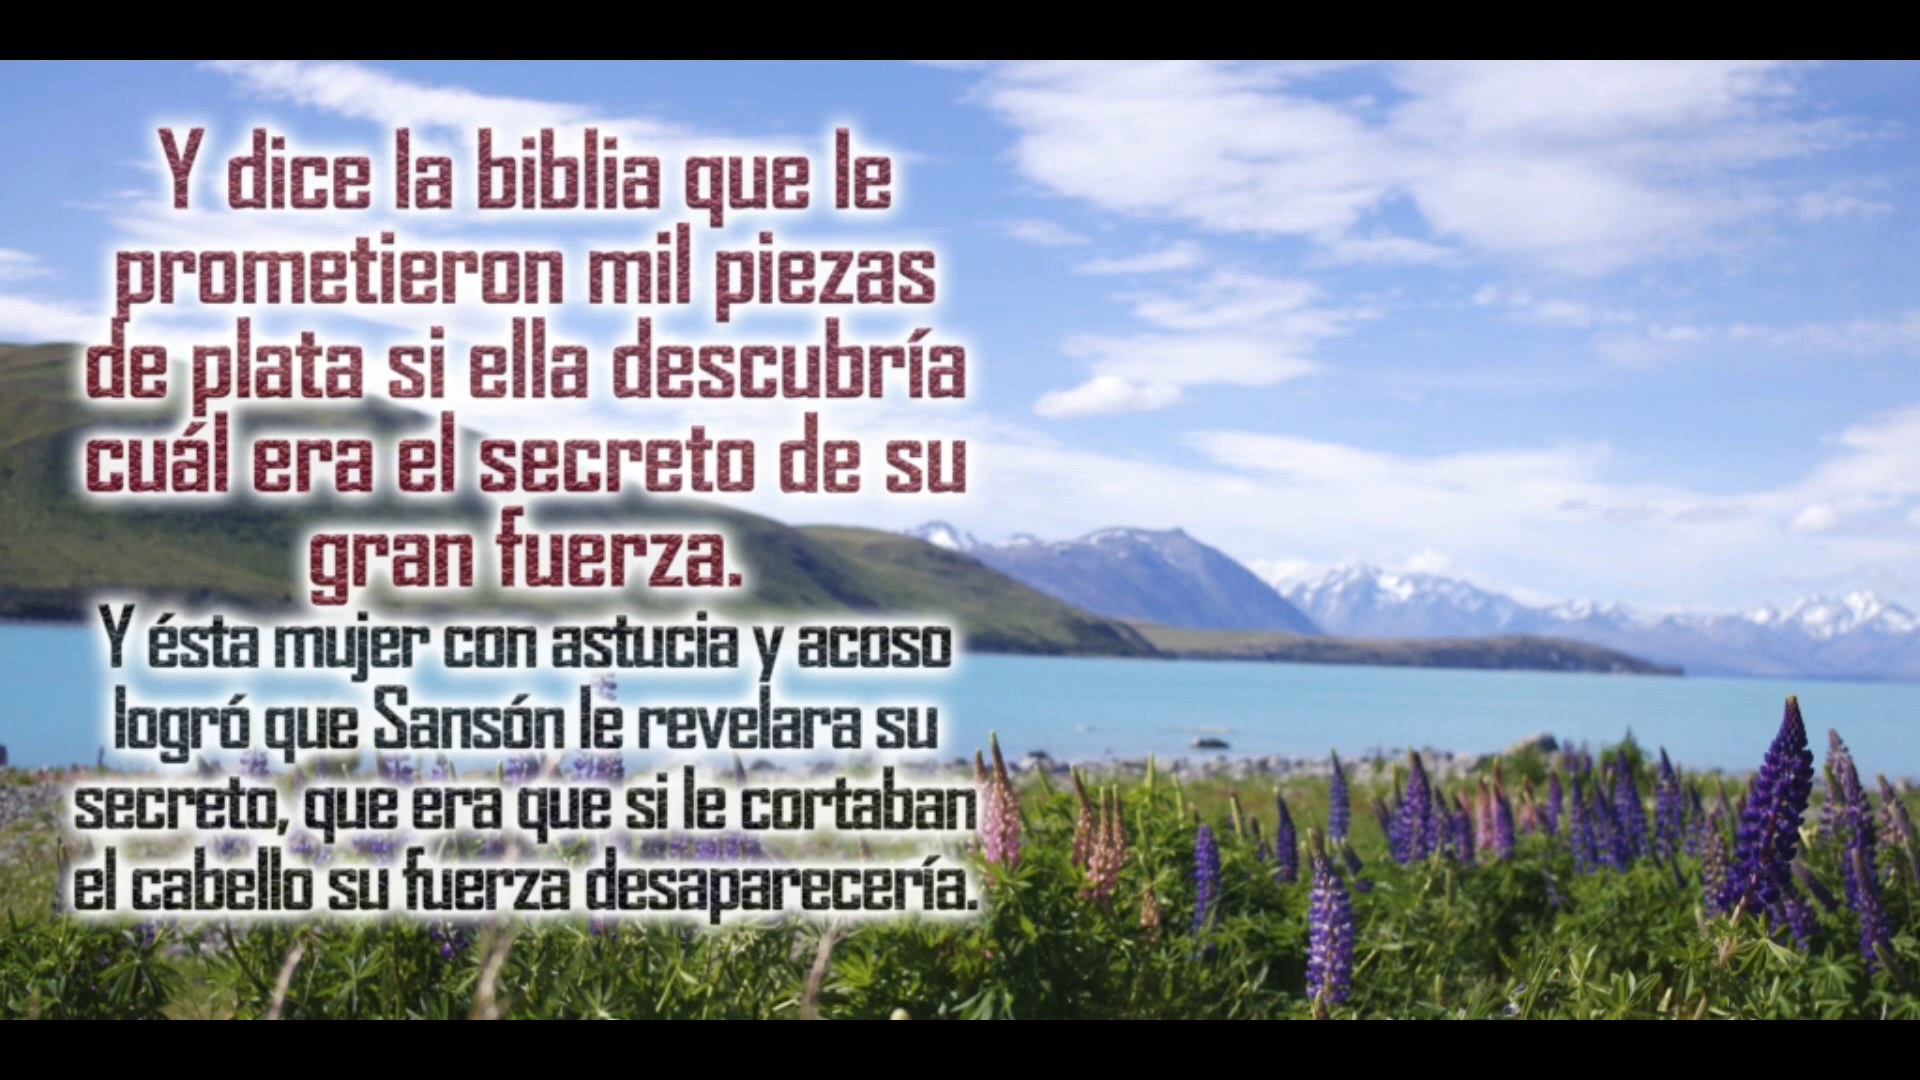 Y dice la biblia que le
prometieron mil piezas
de plata si ella descubría
cuál era el secreto de su
gran fuerza.
Y ésta mujer con astucia y acoso
logró que Sansón le revelara su
secreto, que era que si le cortaban
el cabello su fuerza desaparecería.